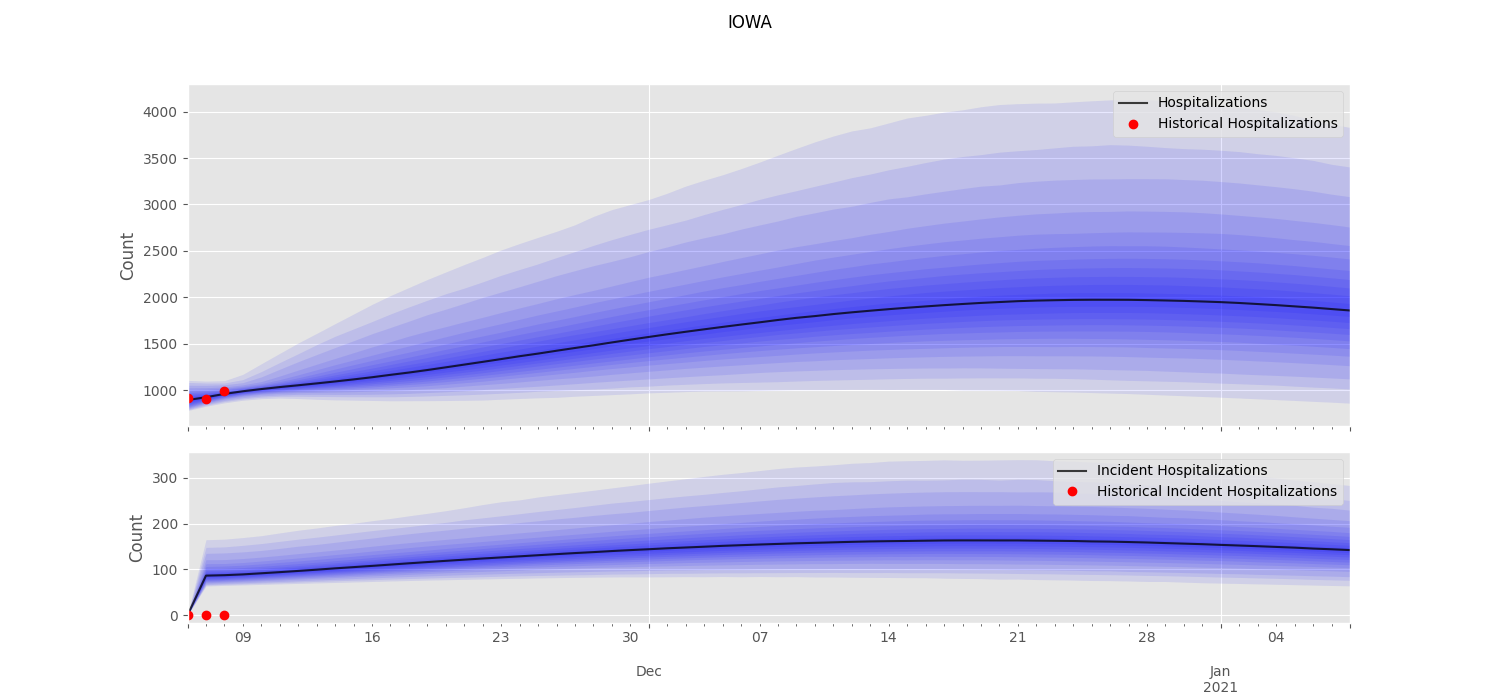 IOWA
4000
3500
3000
2500
2000
1500
1000
Count
Hospitalizations
Historical Hospitalizations
300
200
100
0
Count
Incident Hospitalizations
Historical Incident Hospitalizations
09 16 23 30 07 14 21 28 04
Dec Jan
2021